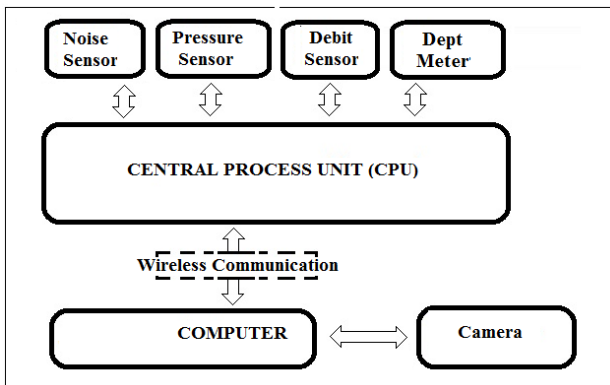 Noise
Sensor
Pressure
Sensor
Debit
Sensor
Dept
Meter
CENTRAL PROCESS UNIT (CPU)
Wireless Communication
COMPUTER
Camera